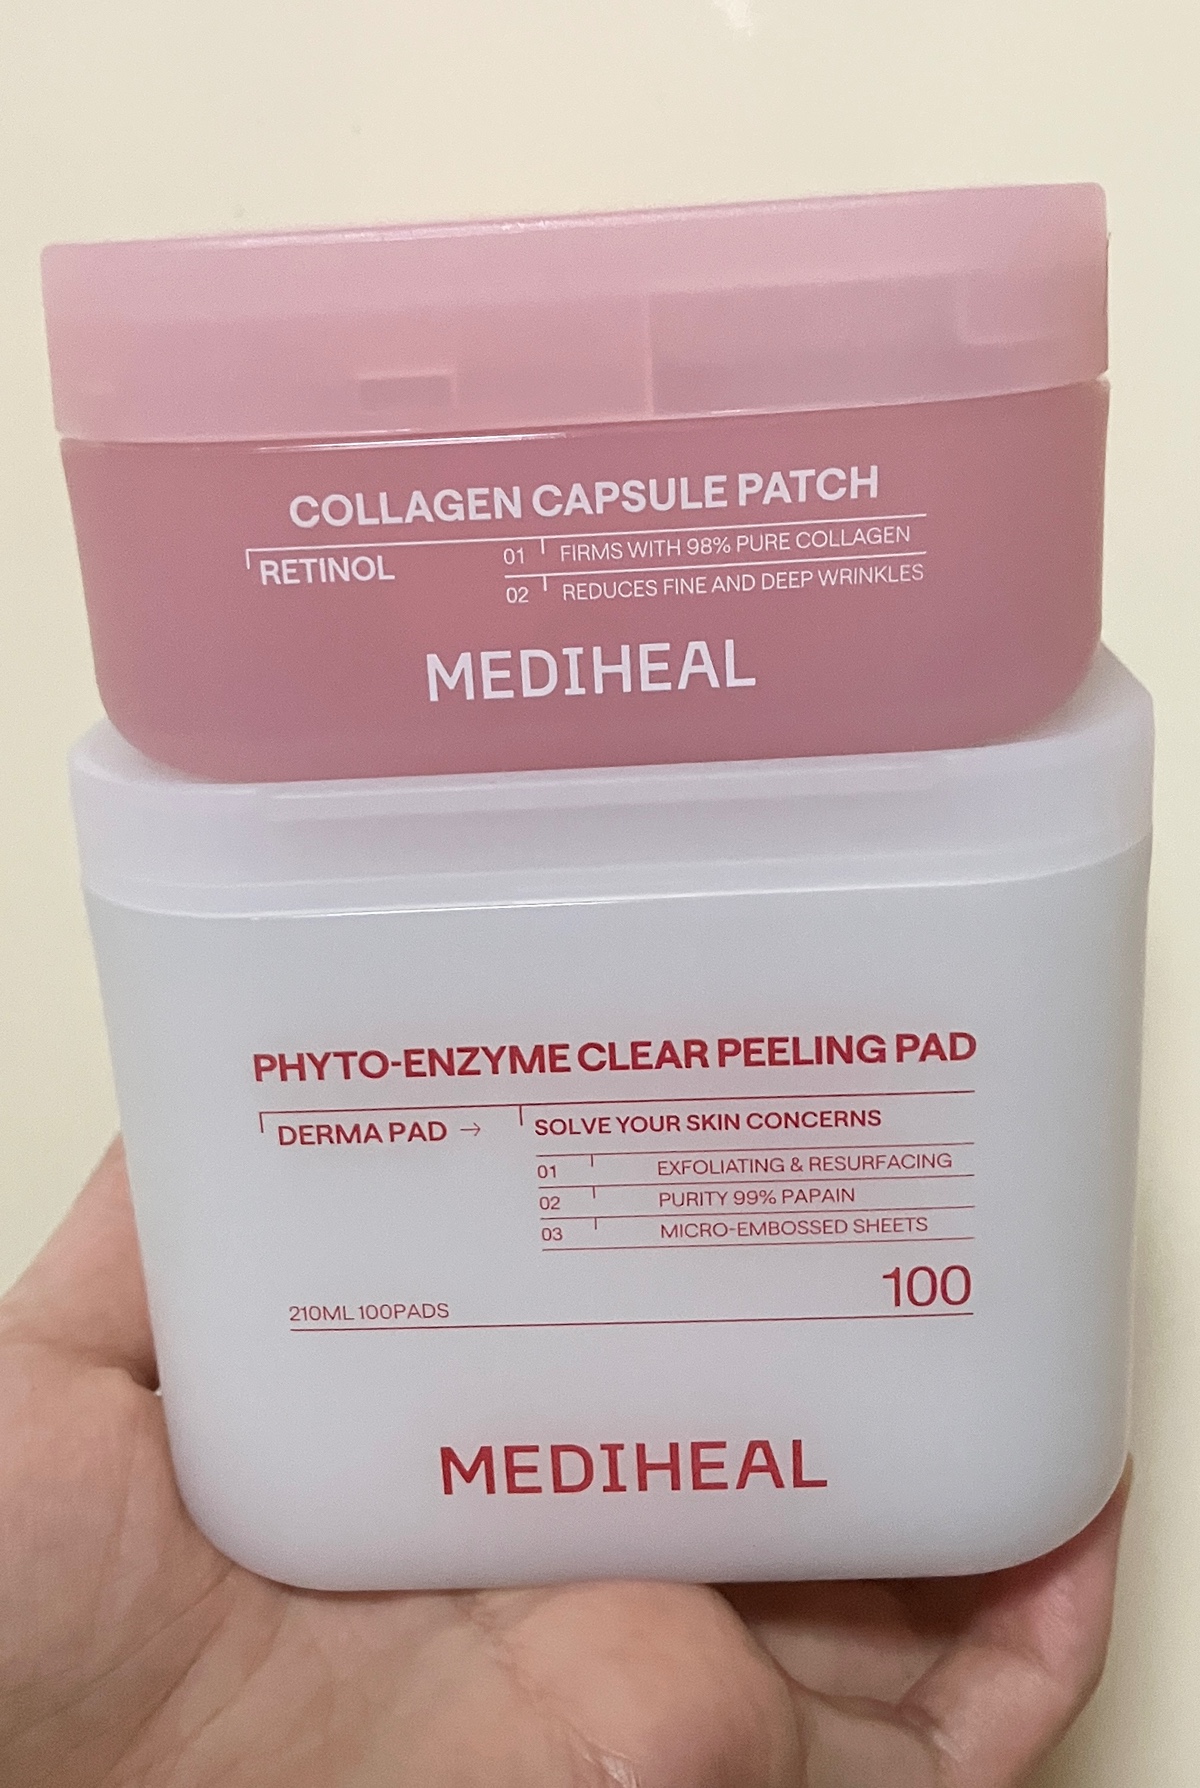 COLLAGEN CAPSULE PATCH
RETINOL
01 FIRMS WITH 98% PURE COLLAGEN
02 REDUCES FINE AND DEEP WRINKLES
MEDIHEAL
PHYTO-ENZYME CLEAR PEELING PAD
DERMA PAD → SOLVE YOUR SKIN CONCERNS
01 EXFOLIATING & RESURFACING
02 PURITY 99% PAPAIN
03 MICRO-EMBOSSED SHEETS
210ML 100PADS 100
MEDIHEAL